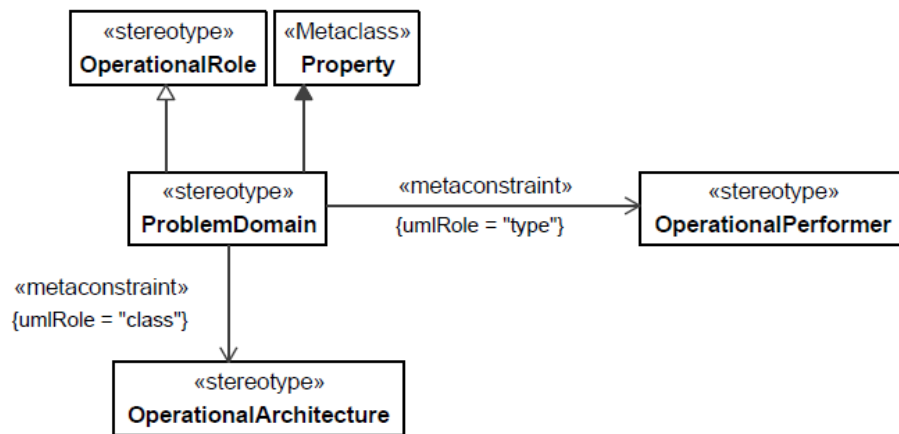 «stereotype»
OperationalRole
«Metaclass»
Property
«stereotype»
ProblemDomain
«metaconstraint»
{umlRole = "type"}
«stereotype»
OperationalPerformer
«metaconstraint»
{umlRole = "class"}
«stereotype»
OperationalArchitecture